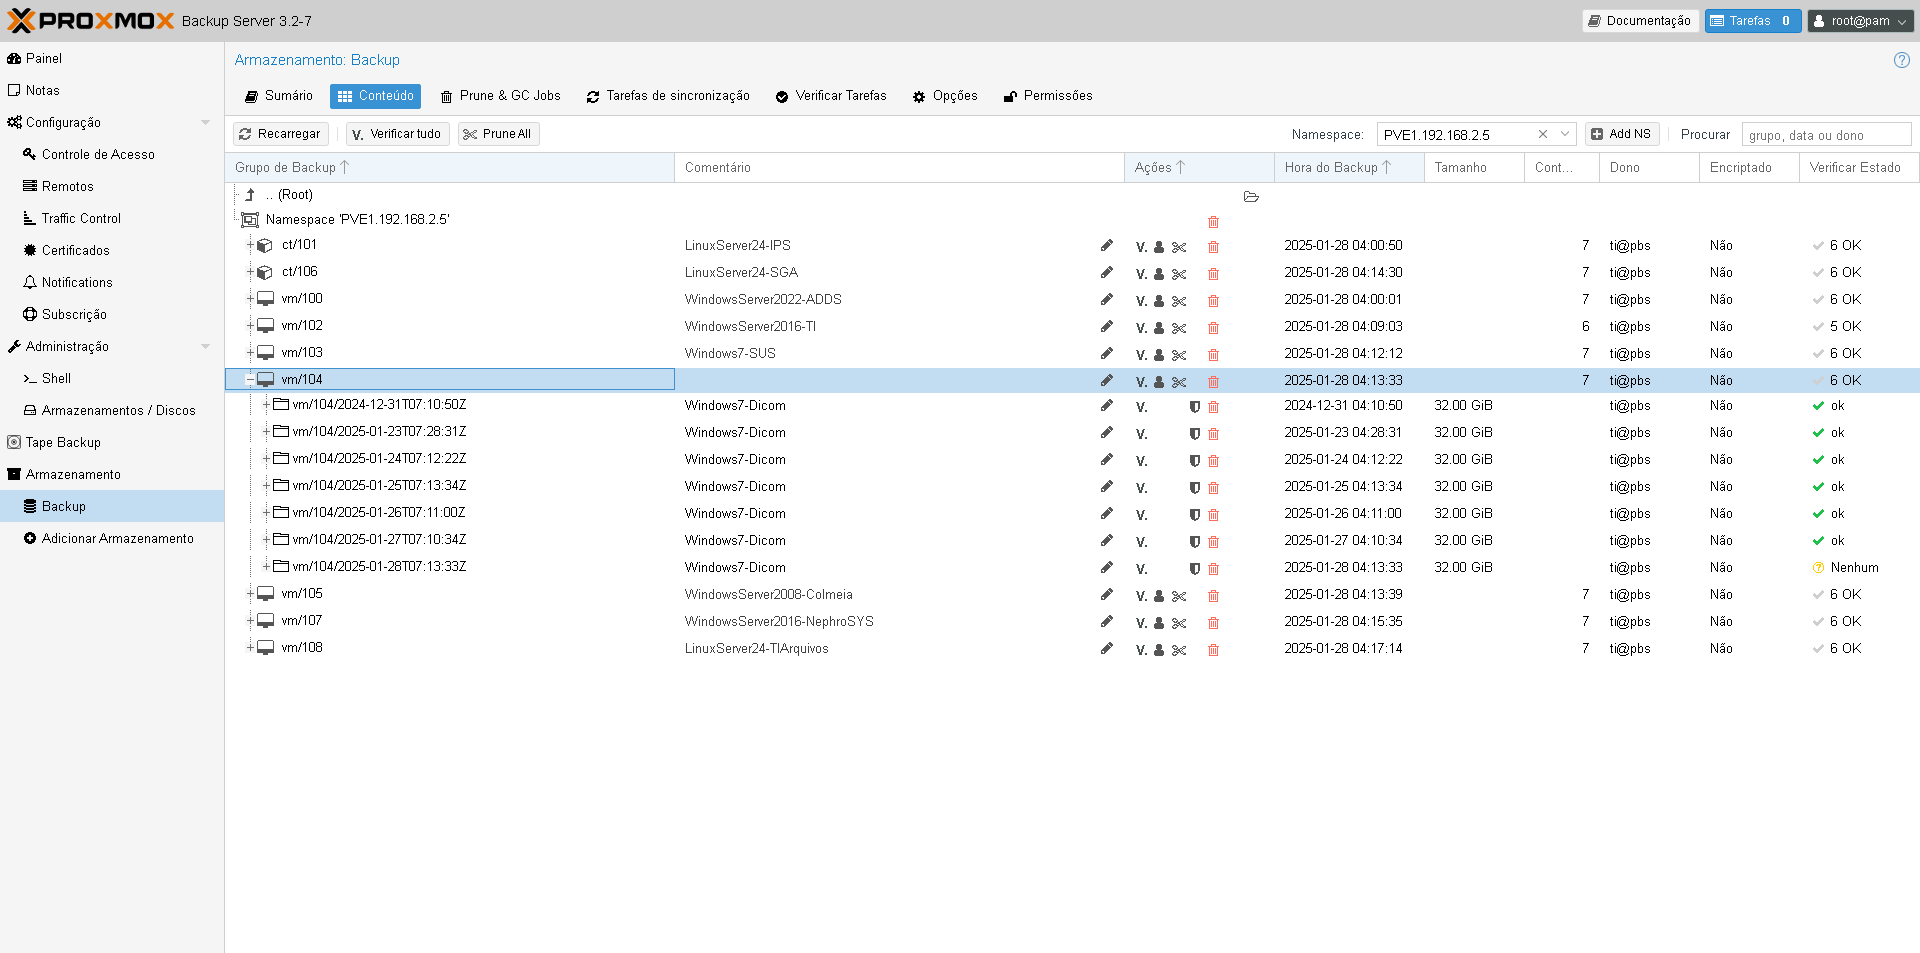 PROXMOX Backup Server 3.2-7
Documentação Tarefas 0 root@pam
Painel
Notas
Configuração
Controle de Acesso
Remotos
Traffic Control
Certificados
Notifications
Subscrição
Administração
Shell
Armazenamentos / Discos
Tape Backup
Armazenamento
Backup
Adicionar Armazenamento
Armazenamento: Backup
Sumário Conteúdo Prune & GC Jobs Tarefas de sincronização Verificar Tarefas Opções Permissões
Recarregar V. Verificar tudo Prune All Namespace: PVE1.192.168.2.5 Add NS Procurar grupo, data ou dono
Grupo de Backup Comentário Ações Hora do Backup Tamanho Cont... Dono Encriptado Verificar Estado
.. (Root)
Namespace 'PVE1.192.168.2.5'
ct/101 LinuxServer24-IPS V. 2025-01-28 04:00:50 7 ti@pbs Não 6 OK
ct/106 LinuxServer24-SGA V. 2025-01-28 04:14:30 7 ti@pbs Não 6 OK
vm/100 WindowsServer2022-ADDS V. 2025-01-28 04:00:01 7 ti@pbs Não 6 OK
vm/102 WindowsServer2016-TI V. 2025-01-28 04:09:03 6 ti@pbs Não 5 OK
vm/103 Windows7-SUS V. 2025-01-28 04:12:12 7 ti@pbs Não 6 OK
vm/104 V. 2025-01-28 04:13:33 7 ti@pbs Não 6 OK
vm/104/2024-12-31T07:10:50Z Windows7-Dicom V. 2024-12-31 04:10:50 32.00 GiB ti@pbs Não ok
vm/104/2025-01-23T07:28:31Z Windows7-Dicom V. 2025-01-23 04:28:31 32.00 GiB ti@pbs Não ok
vm/104/2025-01-24T07:12:22Z Windows7-Dicom V. 2025-01-24 04:12:22 32.00 GiB ti@pbs Não ok
vm/104/2025-01-25T07:13:34Z Windows7-Dicom V. 2025-01-25 04:13:34 32.00 GiB ti@pbs Não ok
vm/104/2025-01-26T07:11:00Z Windows7-Dicom V. 2025-01-26 04:11:00 32.00 GiB ti@pbs Não ok
vm/104/2025-01-27T07:10:34Z Windows7-Dicom V. 2025-01-27 04:10:34 32.00 GiB ti@pbs Não ok
vm/104/2025-01-28T07:13:33Z Windows7-Dicom V. 2025-01-28 04:13:33 32.00 GiB ti@pbs Não Nenhum
vm/105 WindowsServer2008-Colmeia V. 2025-01-28 04:13:39 7 ti@pbs Não 6 OK
vm/107 WindowsServer2016-NephroSYS V. 2025-01-28 04:15:35 7 ti@pbs Não 6 OK
vm/108 LinuxServer24-TIArquivos V. 2025-01-28 04:17:14 7 ti@pbs Não 6 OK